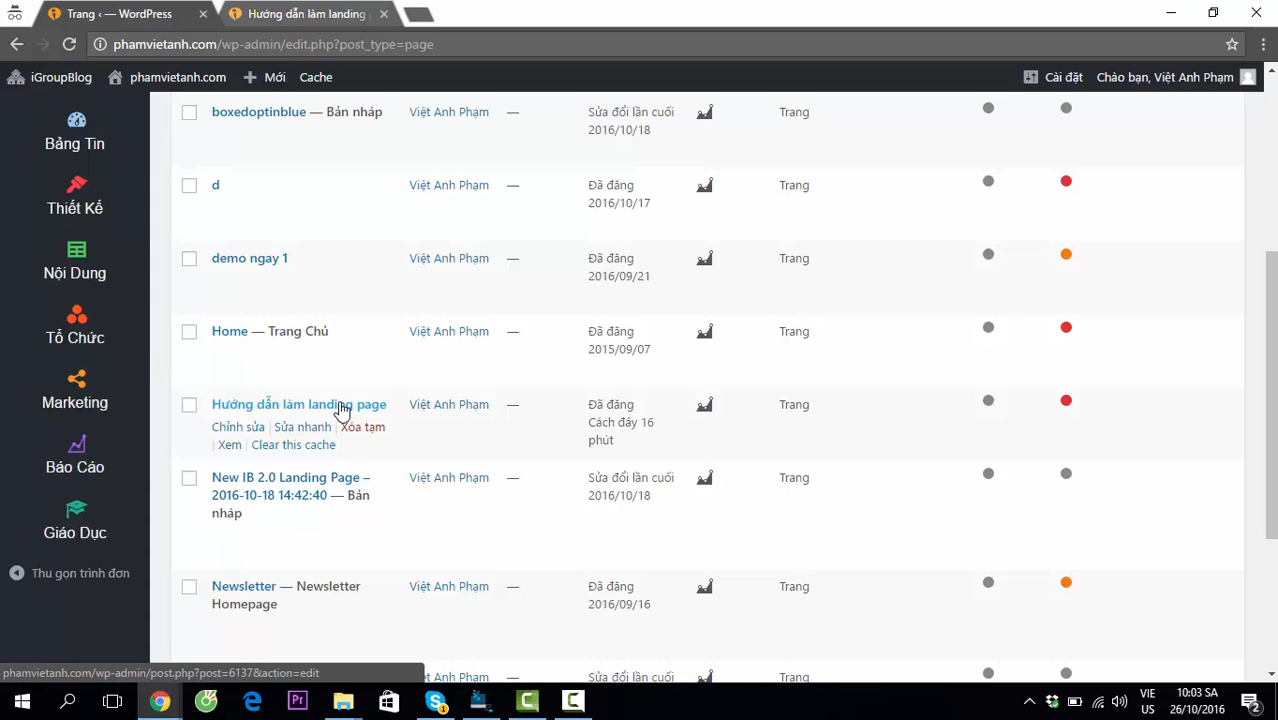 Trang ‹ — WordPress
Hướng dẫn làm landing
phamvietanh.com/wp-admin/edit.php?post_type=page
iGroupBlog
phamvietanh.com
Mới
Cache
Cài đặt
Chào bạn, Việt Anh Phạm
Bảng Tin
Thiết Kế
Nội Dung
Tổ Chức
Marketing
Báo Cáo
Giáo Dục
Thu gọn trình đơn
boxedoptinblue — Bản nháp
Việt Anh Phạm
—
Sửa đổi lần cuối
2016/10/18
Trang
d
Việt Anh Phạm
—
Đã đăng
2016/10/17
Trang
demo ngay 1
Việt Anh Phạm
—
Đã đăng
2016/09/21
Trang
Home — Trang Chủ
Việt Anh Phạm
—
Đã đăng
2015/09/07
Trang
Hướng dẫn làm landing page
Chỉnh sửa | Sửa nhanh | Xóa tạm
| Xem | Clear this cache
Việt Anh Phạm
—
Đã đăng
Cách đây 16
phút
Trang
New IB 2.0 Landing Page –
2016-10-18 14:42:40 — Bản
nháp
Việt Anh Phạm
—
Sửa đổi lần cuối
2016/10/18
Trang
Newsletter — Newsletter
Homepage
Việt Anh Phạm
—
Đã đăng
2016/09/16
Trang
Việt Anh Phạm
—
Sửa đổi lần cuối
Trang
phamvietanh.com/wp-admin/post.php?post=6137&action=edit
Pr
1
VIE
US
10:03 SA
26/10/2016
2